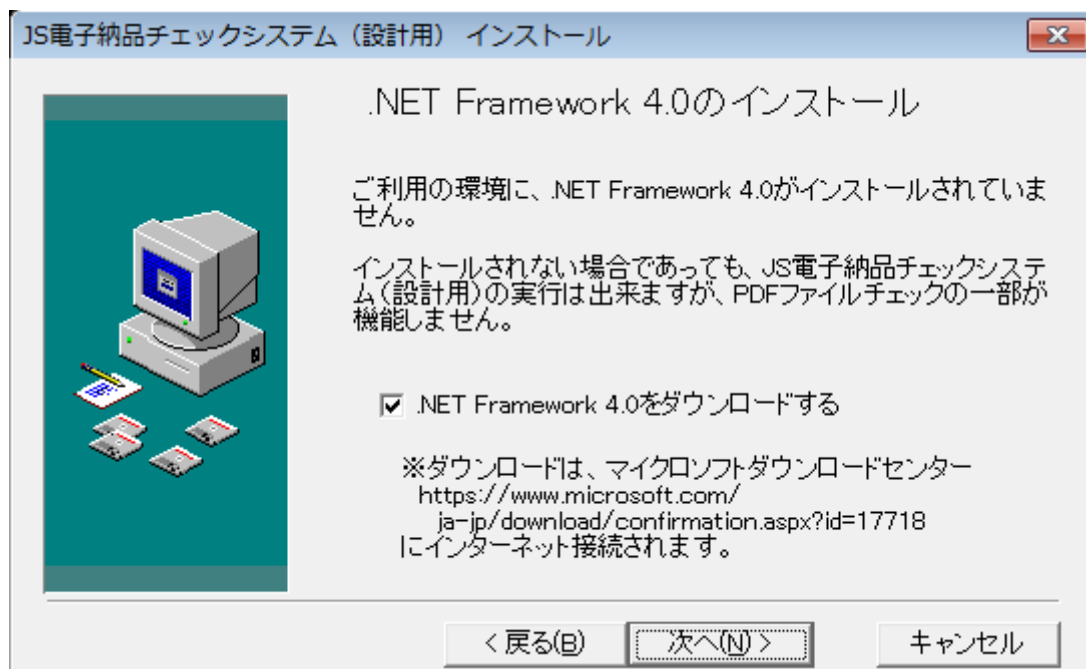 JS電子納品チェックシステム（設計用） インストール
.NET Framework 4.0のインストール
ご利用の環境に、.NET Framework 4.0がインストールされていま
せん。
インストールされない場合であっても、JS電子納品チェックシステ
ム(設計用)の実行は出来ますが、PDFファイルチェックの一部が
機能しません。
.NET Framework 4.0をダウンロードする
※ダウンロードは、マイクロソフトダウンロードセンター
https://www.microsoft.com/
ja-jp/download/confirmation.aspx?id=17718
にインターネット接続されます。
< 戻る(B) 次へ(N) > キャンセル